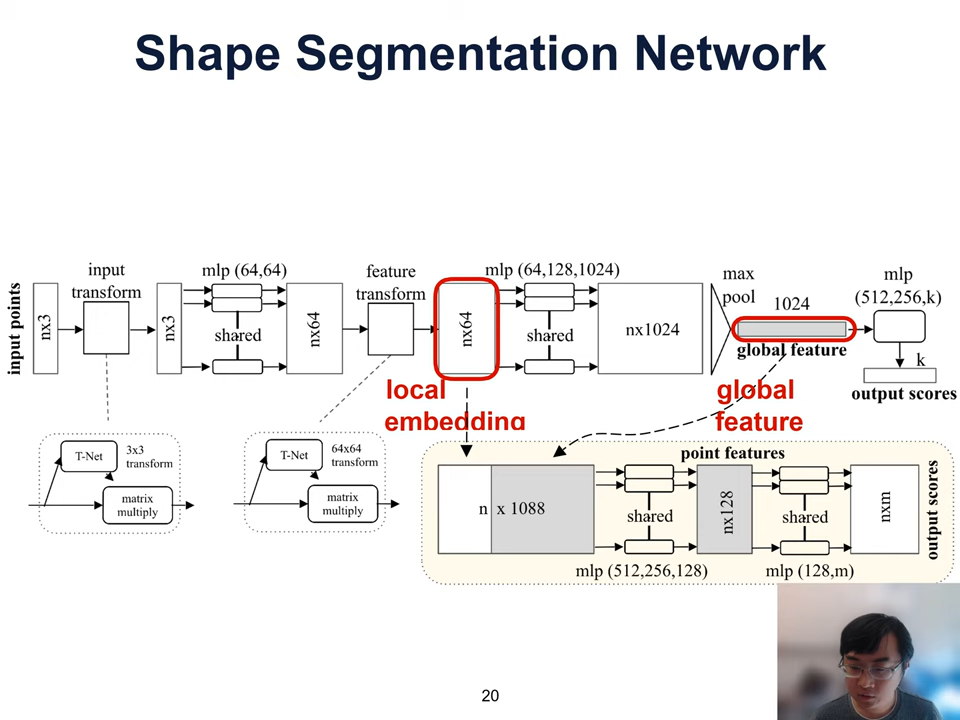 Shape Segmentation Network
input points
nx3
input
transform
nx3
mlp (64,64)
shared
nx64
feature
transform
nx64
mlp (64,128,1024)
shared
nx1024
max
pool
1024
global feature
mlp
(512,256,k)
k
output scores
local
embedding
global
feature
T-Net
3x3
transform
matrix
multiply
T-Net
64x64
transform
matrix
multiply
point features
n x 1088
shared
mlp (512,256,128)
nx128
shared
mlp (128,m)
nxm
output scores
20